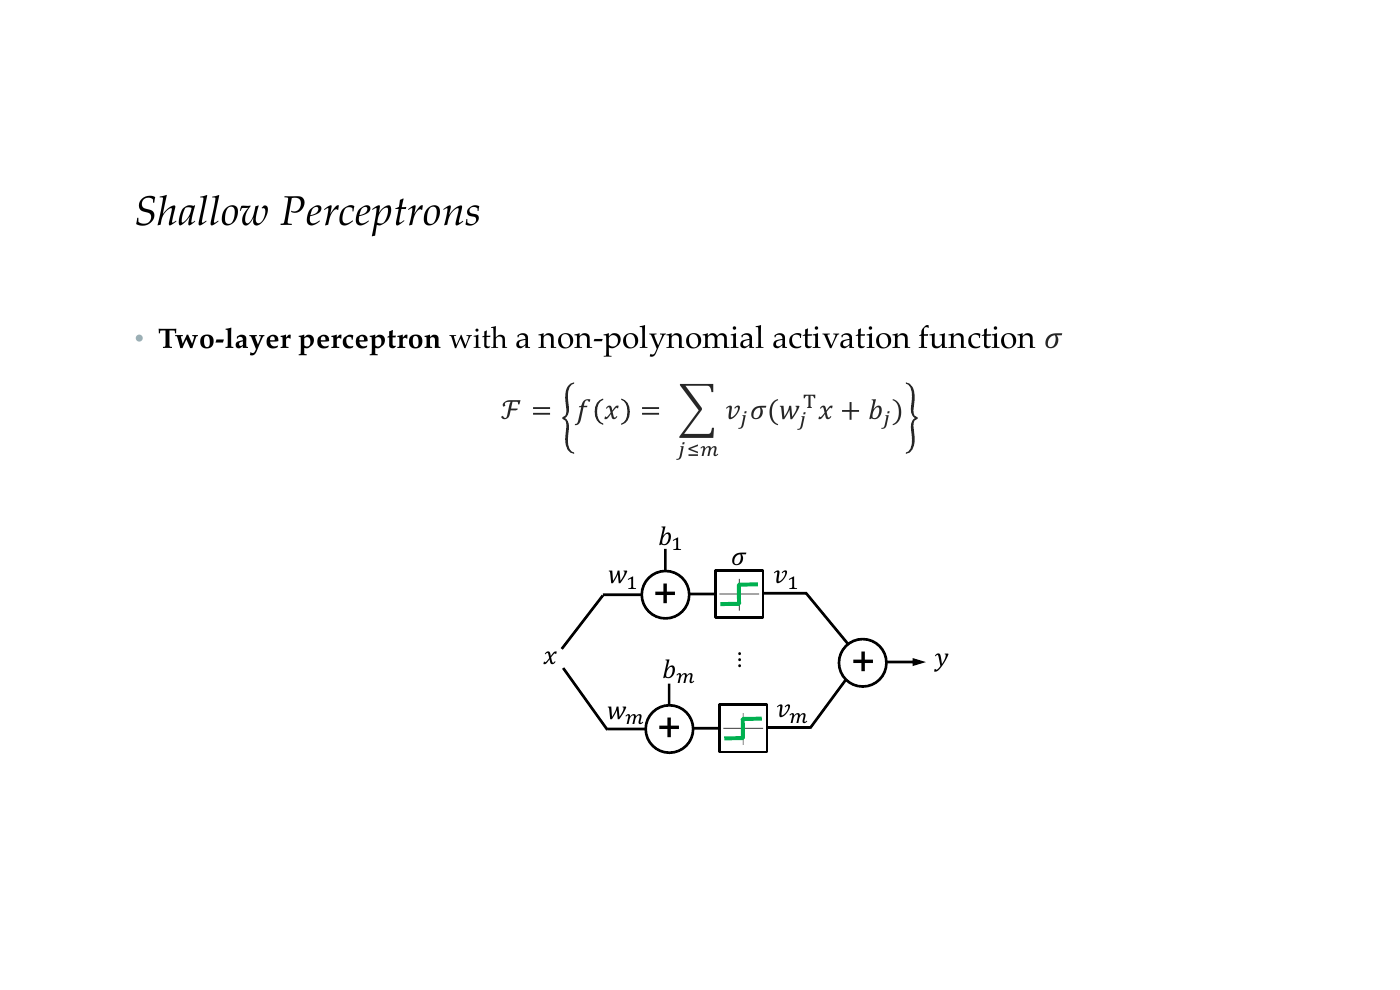 Shallow Perceptrons
• Two-layer perceptron with a non-polynomial activation function σ
ℱ = { f(x) = ∑_{j≤m} v_j σ(w_j^T x + b_j) }
b_1
σ
w_1 + v_1
x ⋮ + y
b_m
w_m + v_m